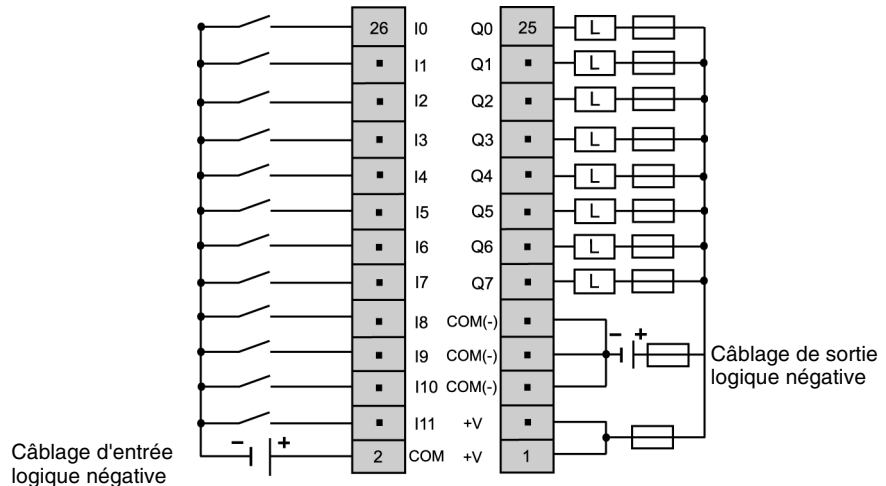 26 I0 Q0 25 L
I1 Q1 L
I2 Q2 L
I3 Q3 L
I4 Q4 L
I5 Q5 L
I6 Q6 L
I7 Q7 L
I8 COM(-)
− +
I9 COM(-)
I10 COM(-)
I11 +V
− +
2 COM +V 1
Câblage de sortie
logique négative
Câblage d'entrée
logique négative